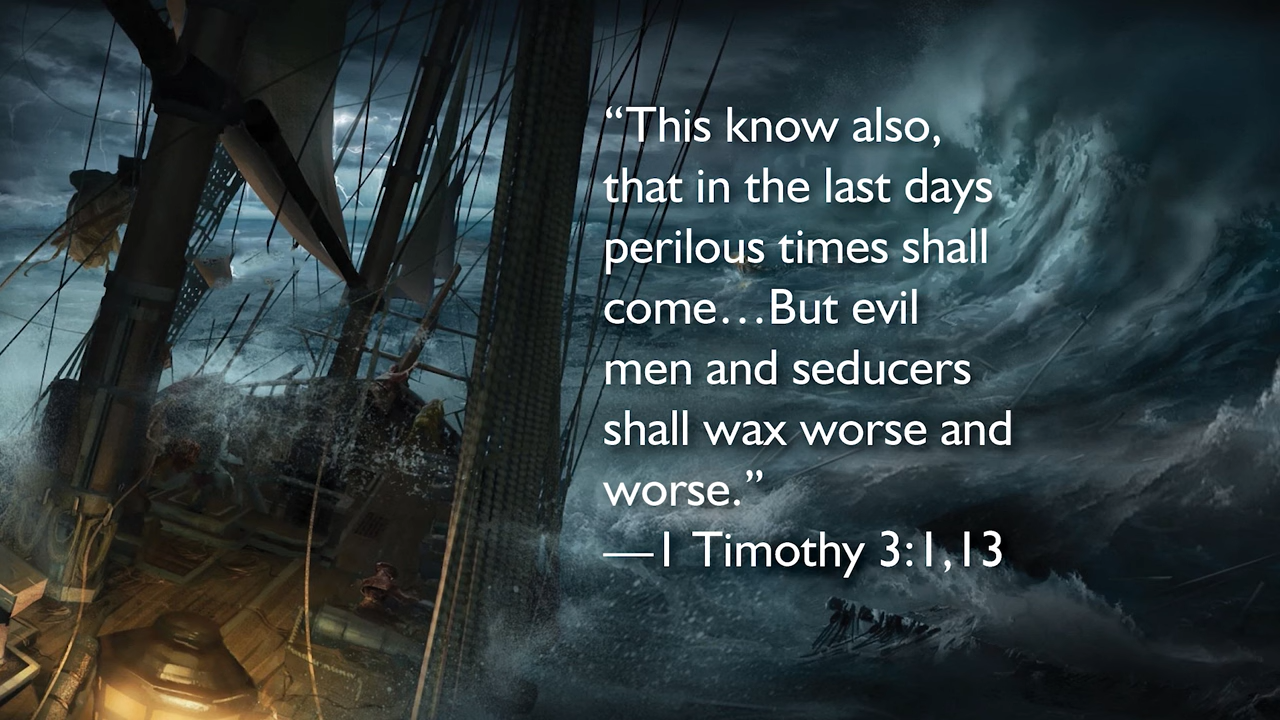 “This know also,
that in the last days
perilous times shall
come…But evil
men and seducers
shall wax worse and
worse.”
—1 Timothy 3:1,13